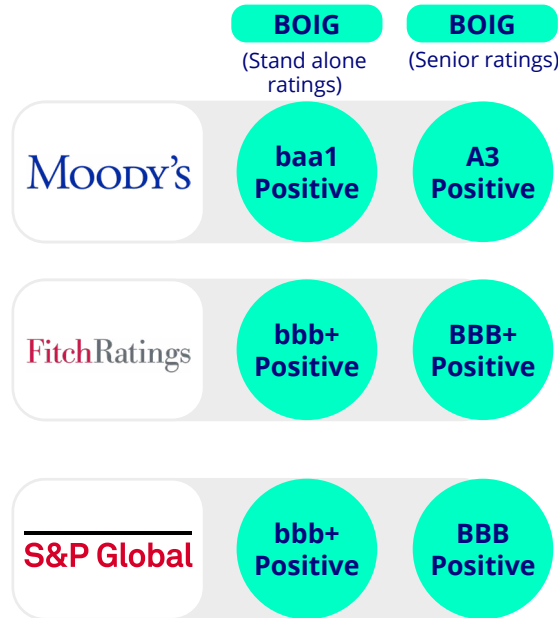 BOIG
BOIG
(Stand alone
ratings)
(Senior ratings)
MOODY'S
baa1
Positive
A3
Positive
FitchRatings
bbb+
Positive
BBB+
Positive
S&P Global
bbb+
Positive
BBB
Positive